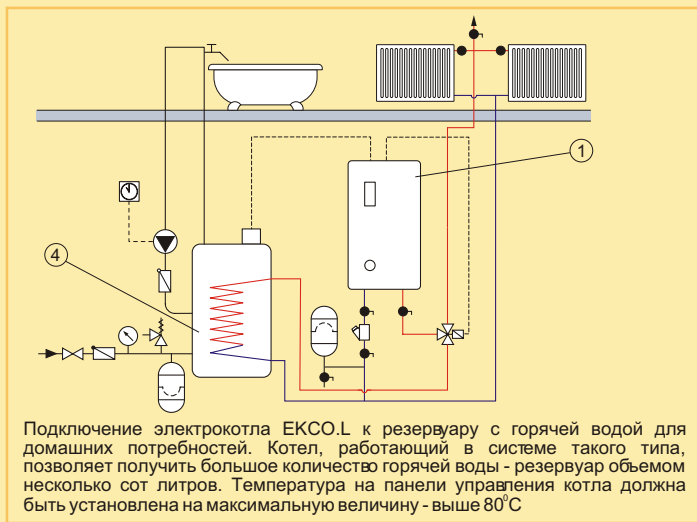 1
4
Подключение электрокотла EKCO.L к резервуару с горячей водой для
домашних потребностей. Котел, работающий в системе такого типа,
позволяет получить большое количество горячей воды - резервуар объемом
несколько сот литров. Температура на панели управления котла должна
быть установлена на максимальную величину - выше 80⁰C